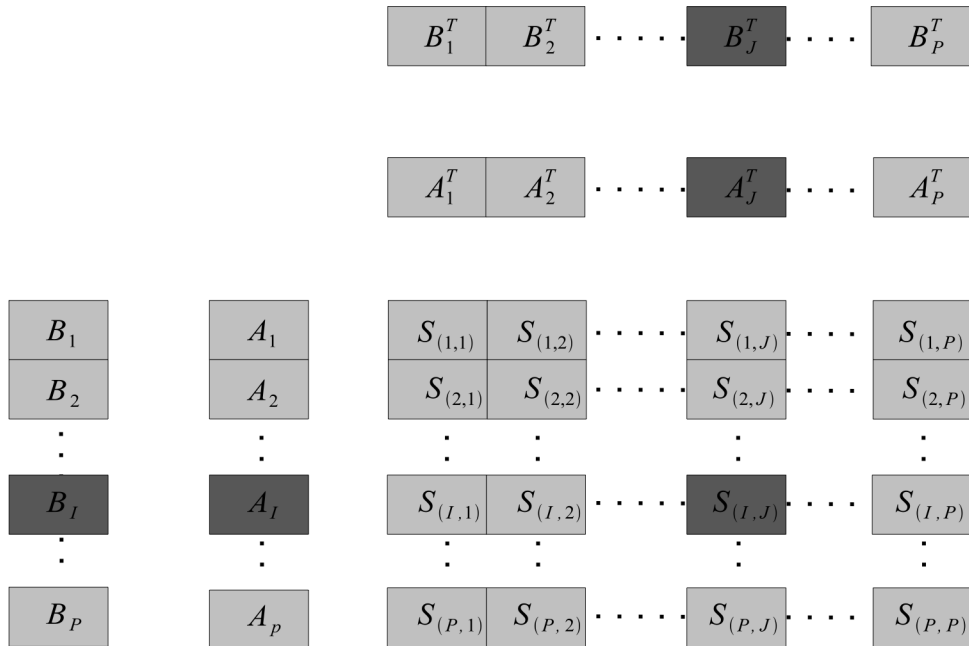 B_1^T B_2^T ..... B_J^T .... B_P^T
A_1^T A_2^T ..... A_J^T .... A_P^T
B_1 A_1 S_(1,1) S_(1,2) ..... S_(1,J) .... S_(1,P)
B_2 A_2 S_(2,1) S_(2,2) ..... S_(2,J) .... S_(2,P)
B_I A_I S_(I,1) S_(I,2) ..... S_(I,J) .... S_(I,P)
B_P A_p S_(P,1) S_(P,2) ..... S_(P,J) .... S_(P,P)